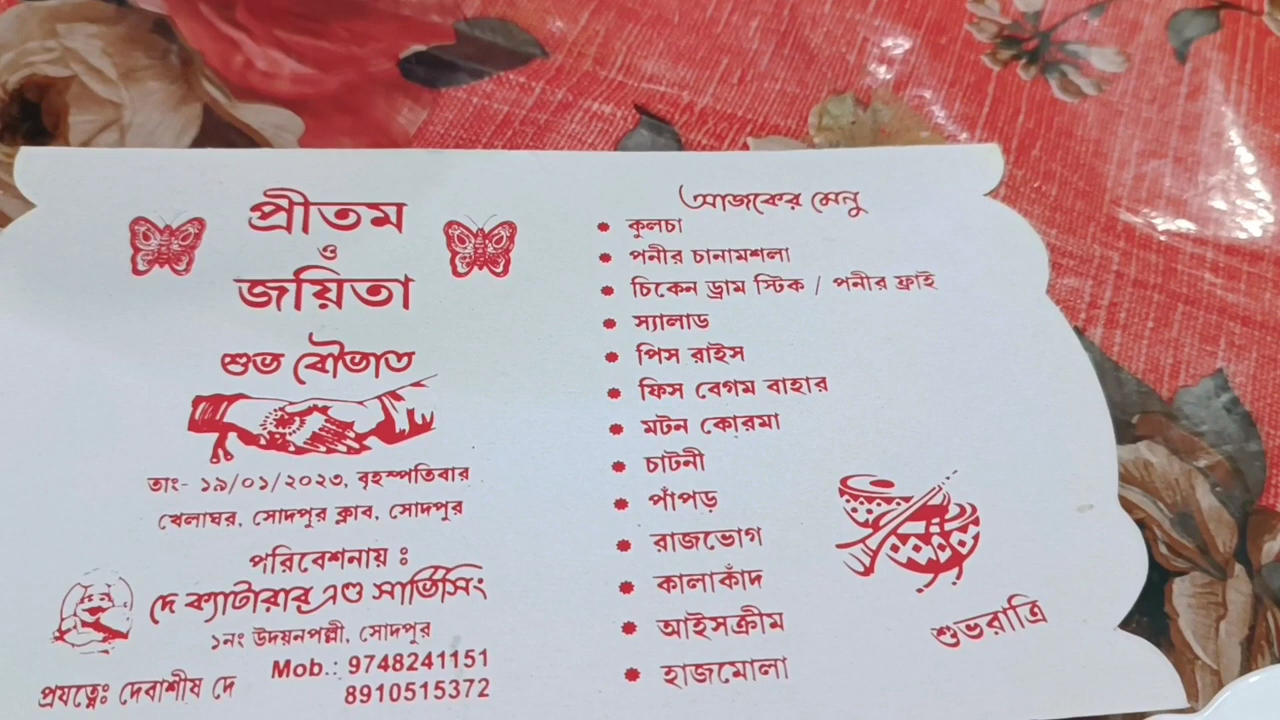 প্রীতম
ও
জয়িতা
শুভ বৌভাত
তাং- ১৯/০১/২০২৩, বৃহস্পতিবার
খেলাঘর, সোদপুর ক্লাব, সোদপুর
পরিবেশনায় ঃ
দে ক্যাটারার এণ্ড সার্ভিসিং
১নং উদয়নপল্লী, সোদপুর
Mob.: 9748241151
8910515372
প্রযত্নেঃ দেবাশীষ দে
আজকের মেনু
কুলচা
পনীর চানামশলা
চিকেন ড্রাম স্টিক / পনীর ফ্রাই
স্যালাড
পিস রাইস
ফিস বেগম বাহার
মটন কোরমা
চাটনী
পাঁপড়
রাজভোগ
কালাকাঁদ
আইসক্রীম
হাজমোলা
শুভরাত্রি